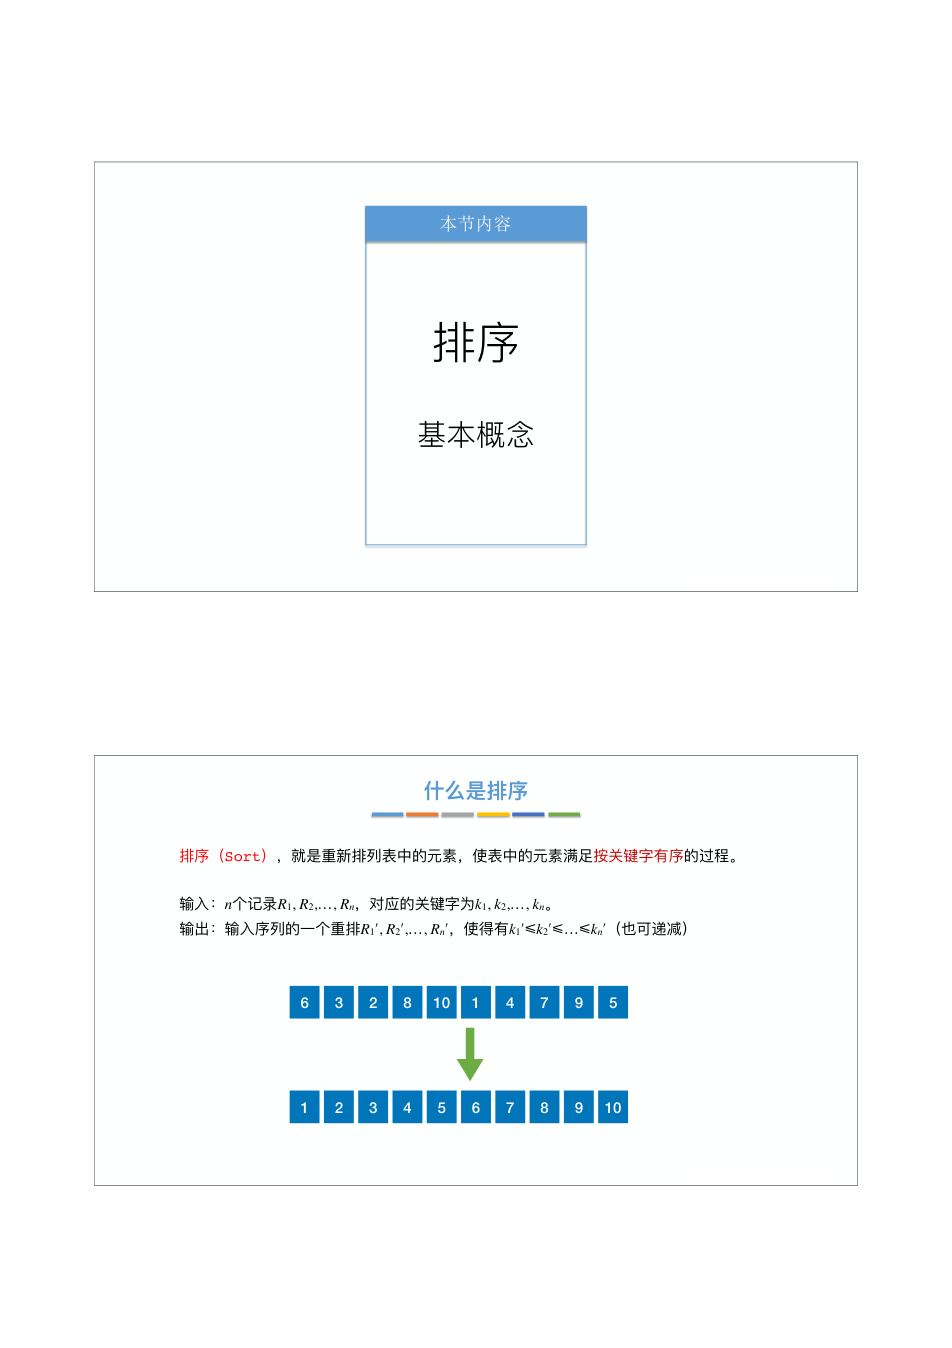 本节内容
排序
基本概念
什么是排序
排序（Sort），就是重新排列表中的元素，使表中的元素满足按关键字有序的过程。
输入：n个记录R1, R2,…, Rn，对应的关键字为k1, k2,…, kn。
输出：输入序列的一个重排R1′, R2′,…, Rn′，使得有k1′≤k2′≤…≤kn′（也可递减）
6 3 2 8 10 1 4 7 9 5
1 2 3 4 5 6 7 8 9 10